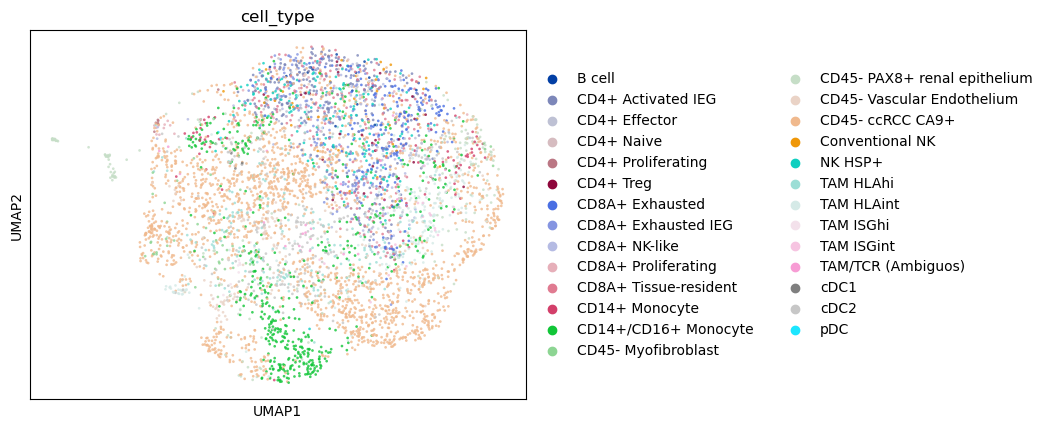 cell_type
UMAP2
UMAP1
B cell
CD4+ Activated IEG
CD4+ Effector
CD4+ Naive
CD4+ Proliferating
CD4+ Treg
CD8A+ Exhausted
CD8A+ Exhausted IEG
CD8A+ NK-like
CD8A+ Proliferating
CD8A+ Tissue-resident
CD14+ Monocyte
CD14+/CD16+ Monocyte
CD45- Myofibroblast
CD45- PAX8+ renal epithelium
CD45- Vascular Endothelium
CD45- ccRCC CA9+
Conventional NK
NK HSP+
TAM HLAhi
TAM HLAint
TAM ISGhi
TAM ISGint
TAM/TCR (Ambiguos)
cDC1
cDC2
pDC